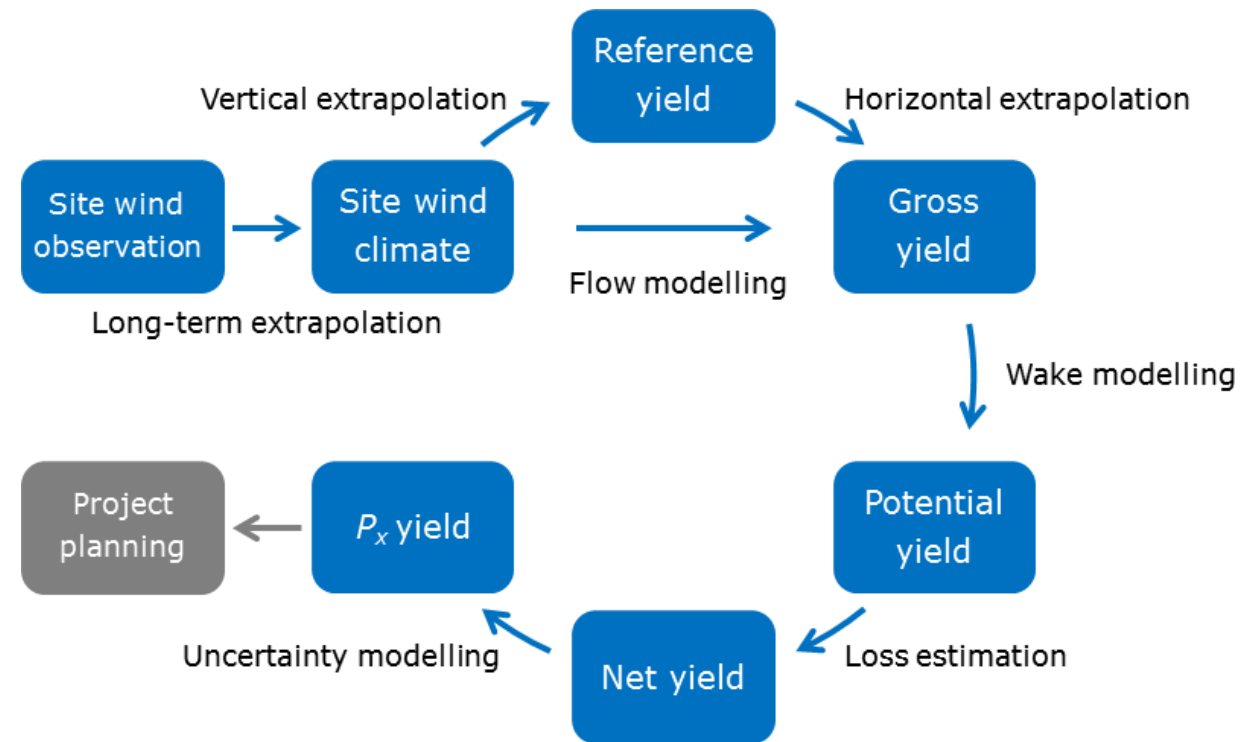 Reference
yield
Vertical extrapolation
Horizontal extrapolation
Site wind
observation
Site wind
climate
Gross
yield
Flow modelling
Long-term extrapolation
Wake modelling
Project
planning
Pₓ yield
Potential
yield
Uncertainty modelling
Net yield
Loss estimation